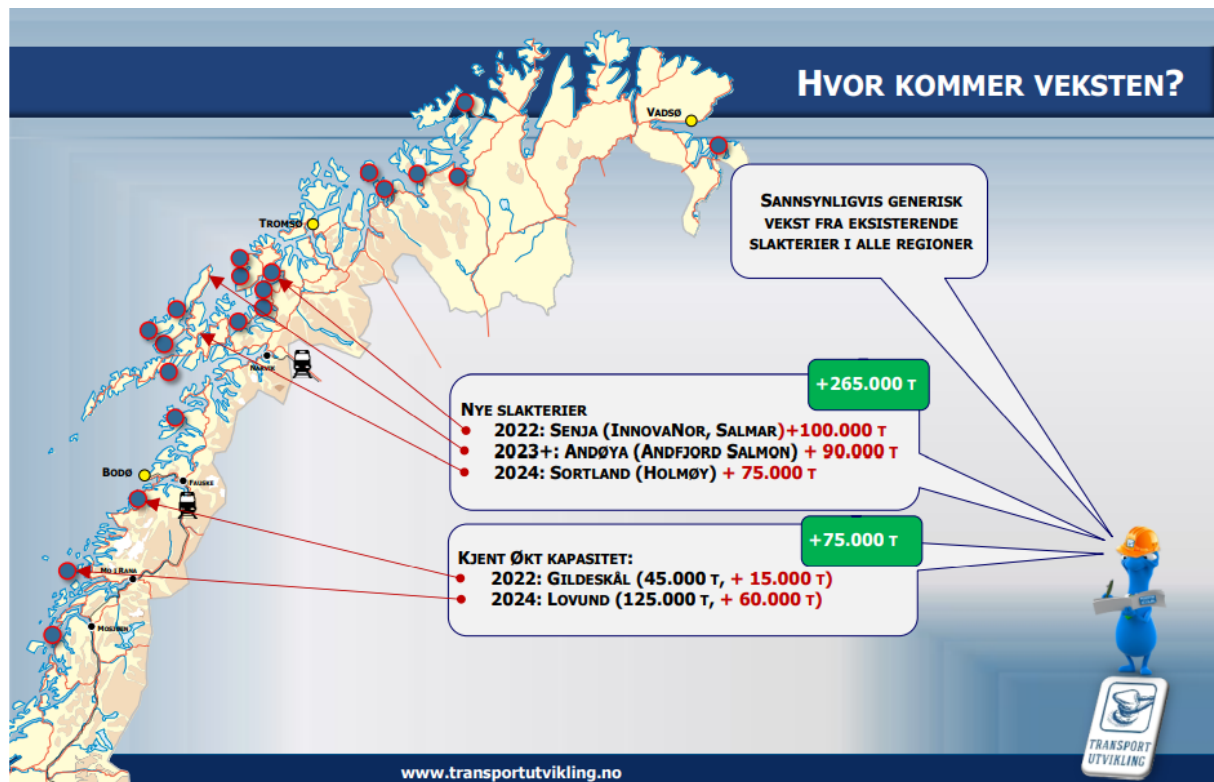 HVOR KOMMER VEKSTEN?
VADSØ
TROMSØ
NARVIK
BODØ
FAUSKE
MO I RANA
MOSJØEN
SANNSYNLIGVIS GENERISK
VEKST FRA EKSISTERENDE
SLAKTERIER I ALLE REGIONER
+265.000 T
NYE SLAKTERIER
2022: SENJA (INNOVANOR, SALMAR)+100.000 T
2023+: ANDØYA (ANDFJORD SALMON) + 90.000 T
2024: SORTLAND (HOLMØY) + 75.000 T
+75.000 T
KJENT ØKT KAPASITET:
2022: GILDESKÅL (45.000 T, + 15.000 T)
2024: LOVUND (125.000 T, + 60.000 T)
TRANSPORT
UTVIKLING
www.transportutvikling.no